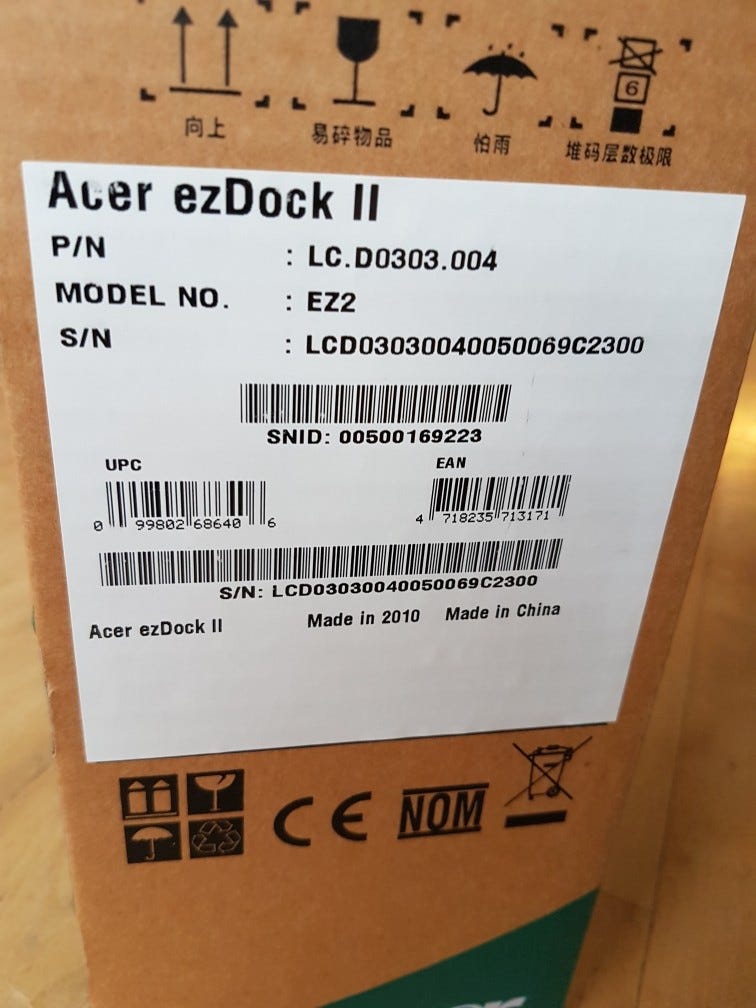 6
向上 易碎物品 怕雨 堆码层数极限
Acer ezDock II
P/N : LC.D0303.004
MODEL NO. : EZ2
S/N : LCD03030040050069C2300
SNID: 00500169223
UPC EAN
0 99802 68640 6 4 718235 713171
S/N: LCD03030040050069C2300
Acer ezDock II Made in 2010 Made in China
CE NOM